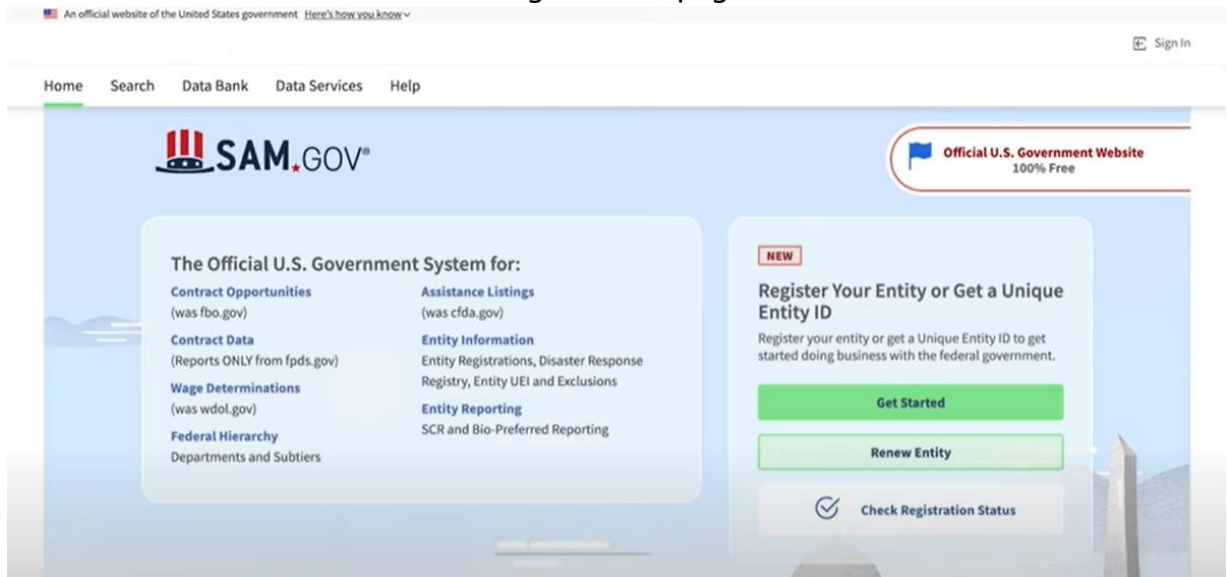 An official website of the United States government Here's how you know
Sign In
Home Search Data Bank Data Services Help
SAM.GOV®
Official U.S. Government Website
100% Free
The Official U.S. Government System for:
Contract Opportunities
(was fbo.gov)
Contract Data
(Reports ONLY from fpds.gov)
Wage Determinations
(was wdol.gov)
Federal Hierarchy
Departments and Subtiers
Assistance Listings
(was cfda.gov)
Entity Information
Entity Registrations, Disaster Response
Registry, Entity UEI and Exclusions
Entity Reporting
SCR and Bio-Preferred Reporting
NEW
Register Your Entity or Get a Unique
Entity ID
Register your entity or get a Unique Entity ID to get
started doing business with the federal government.
Get Started
Renew Entity
Check Registration Status